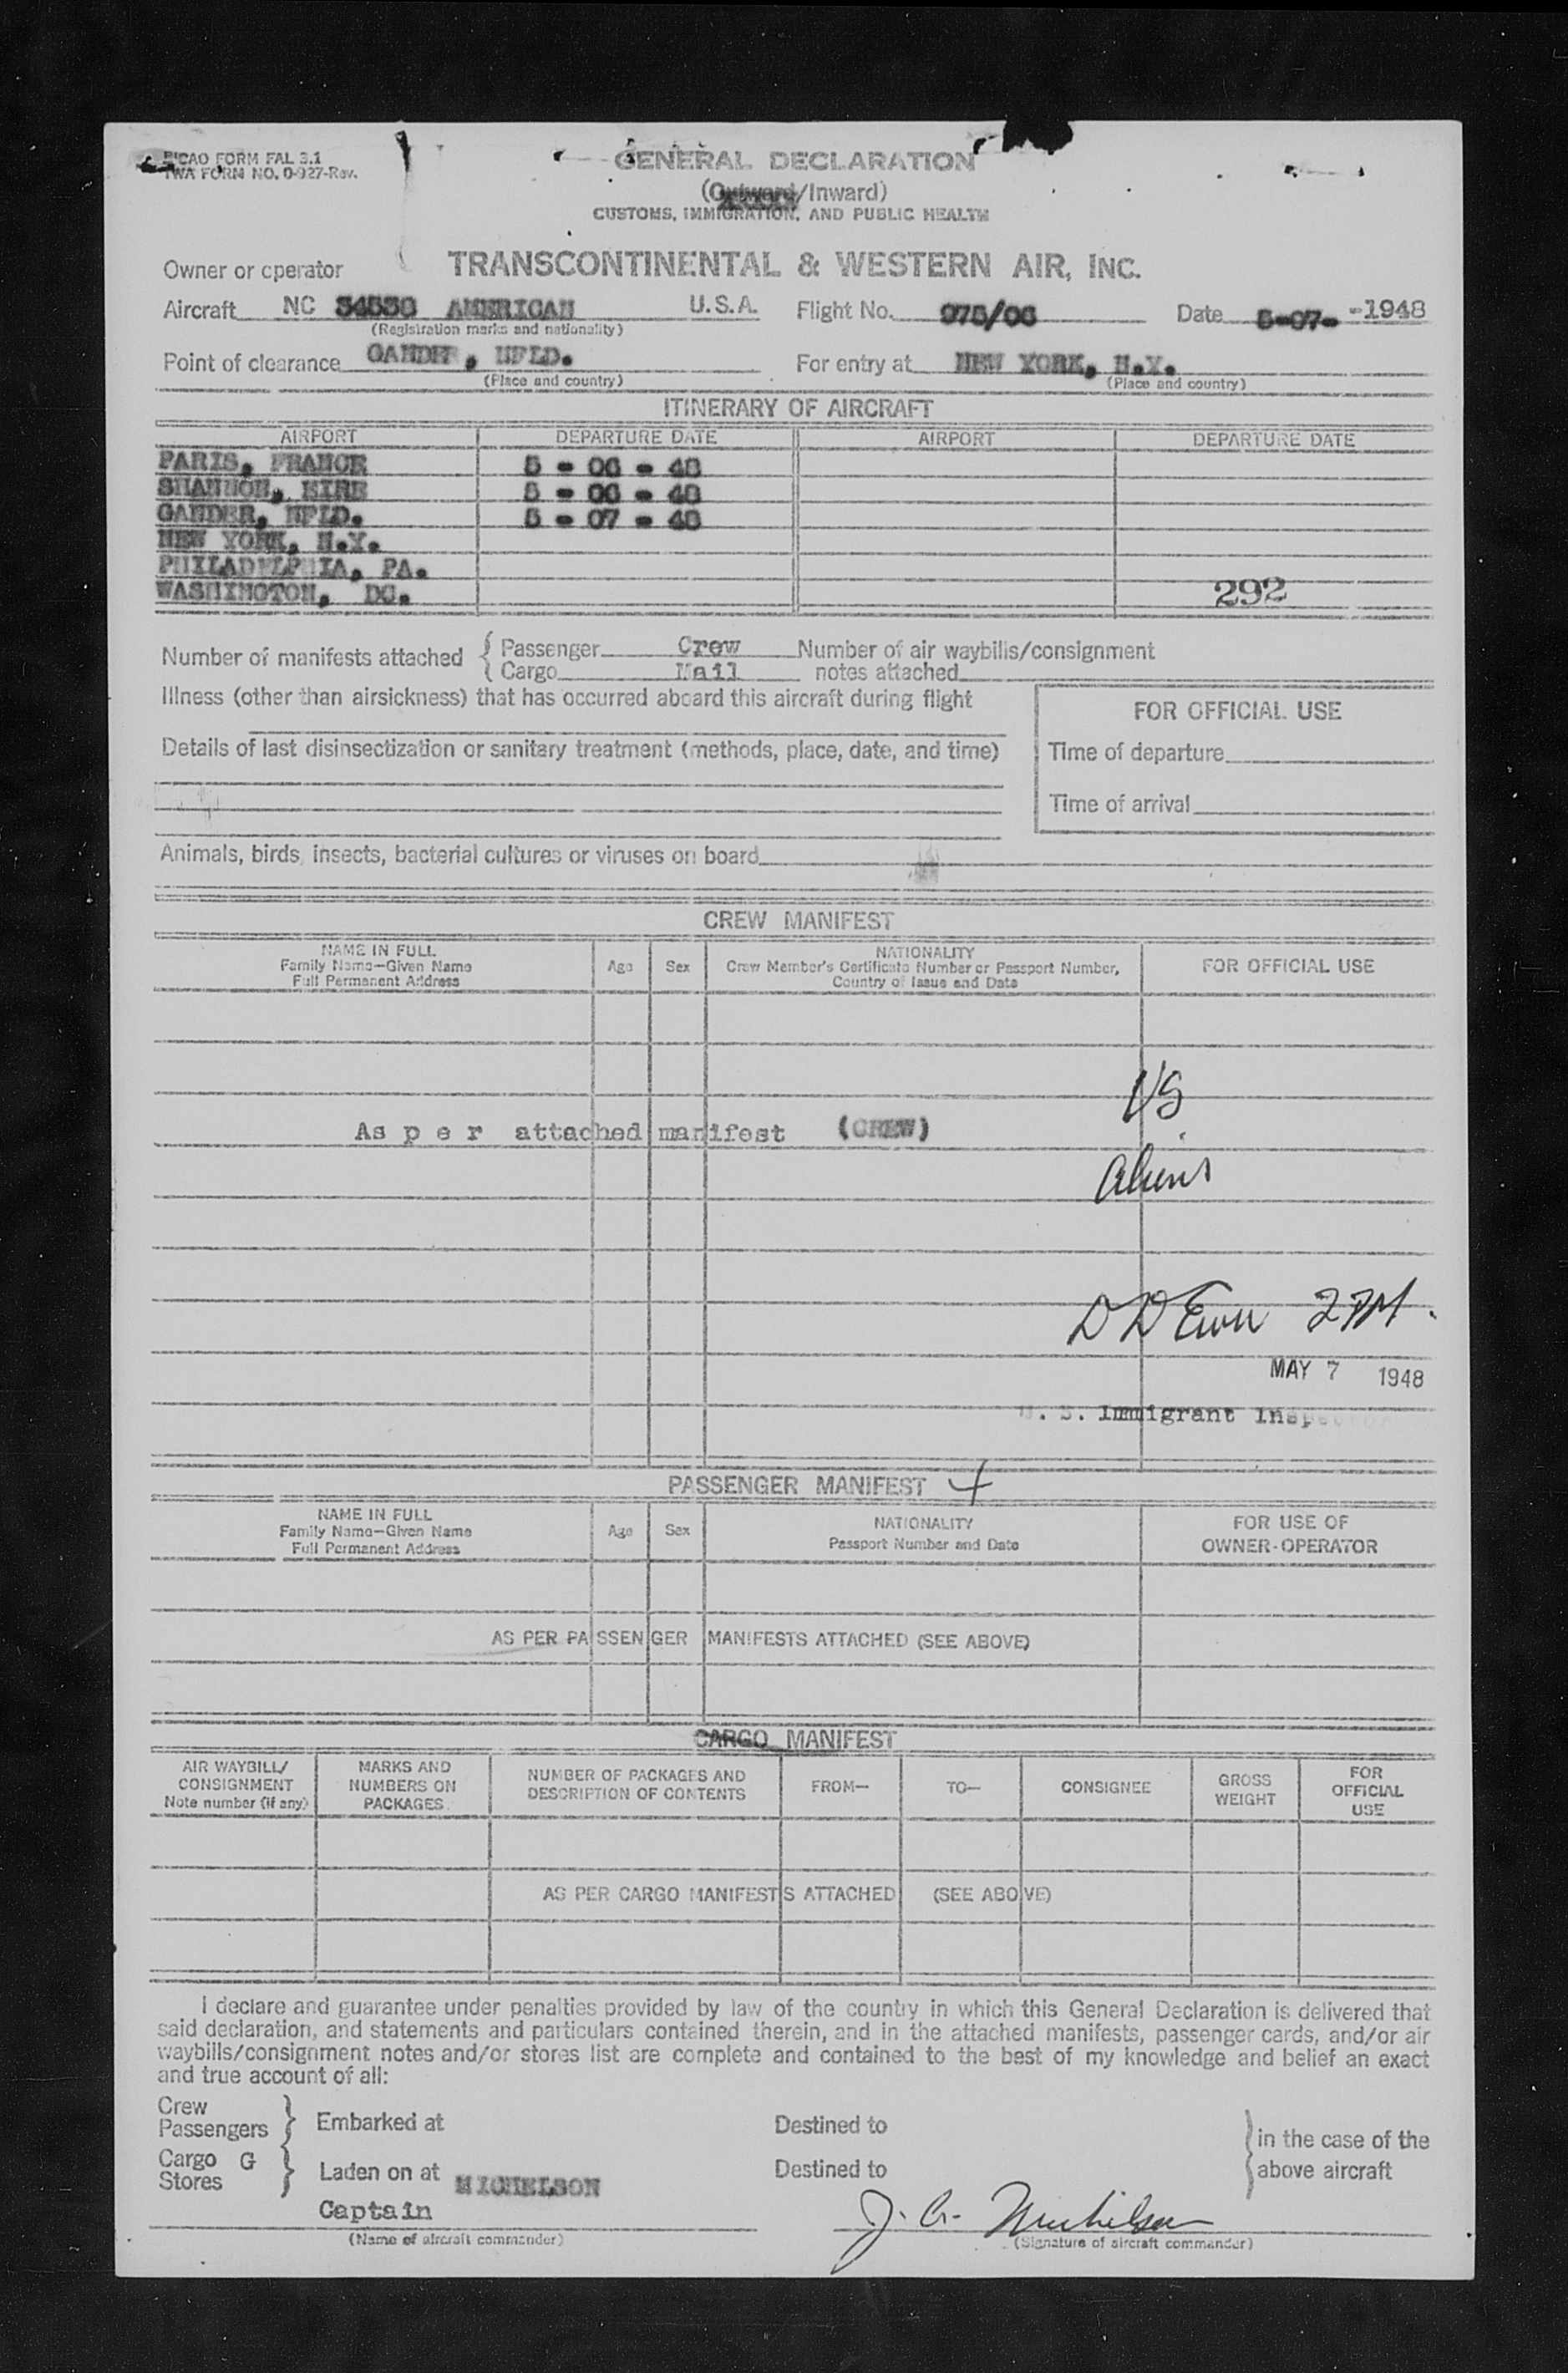 PICAO FORM FAL 3.1
TWA FORM NO. 0-927-Rev.
GENERAL DECLARATION
(Outward/Inward)
CUSTOMS, IMMIGRATION, AND PUBLIC HEALTH
Owner or operator TRANSCONTINENTAL & WESTERN AIR, INC.
Aircraft NC AMERICAN U.S.A. Flight No. 975/06 Date 5-07- -1948
(Registration marks and nationality)
Point of clearance GANDER, NFLD. For entry at NEW YORK, N.Y.
(Place and country) (Place and country)
ITINERARY OF AIRCRAFT
AIRPORT DEPARTURE DATE AIRPORT DEPARTURE DATE
PARIS, FRANCE 5 - 06 - 48
SHANNON, EIRE 5 - 06 - 48
GANDER, NFLD. 5 - 07 - 48
NEW YORK, N.Y.
PHILADELPHIA, PA.
WASHINGTON, DC. 292
Number of manifests attached { Passenger Crew Number of air waybills/consignment
{ Cargo Mail notes attached
Illness (other than airsickness) that has occurred aboard this aircraft during flight
FOR OFFICIAL USE
Details of last disinsectization or sanitary treatment (methods, place, date, and time)
Time of departure
Time of arrival
Animals, birds, insects, bacterial cultures or viruses on board
CREW MANIFEST
NAME IN FULL
Family Name—Given Name
Full Permanent Address
Age Sex
NATIONALITY
Crew Member's Certificate Number or Passport Number,
Country of Issue and Date
FOR OFFICIAL USE
US
As p e r attached manifest (CREW)
Aliens
2 PM.
MAY 7 1948
U. S. Immigrant Inspector
PASSENGER MANIFEST
NAME IN FULL
Family Name—Given Name
Full Permanent Address
Age Sex
NATIONALITY
Passport Number and Date
FOR USE OF
OWNER-OPERATOR
AS PER PASSENGER MANIFESTS ATTACHED (SEE ABOVE)
CARGO MANIFEST
AIR WAYBILL/
CONSIGNMENT
Note number (if any)
MARKS AND
NUMBERS ON
PACKAGES
NUMBER OF PACKAGES AND
DESCRIPTION OF CONTENTS
FROM—
TO—
CONSIGNEE
GROSS
WEIGHT
FOR
OFFICIAL
USE
AS PER CARGO MANIFESTS ATTACHED (SEE ABOVE)
I declare and guarantee under penalties provided by law of the country in which this General Declaration is delivered that
said declaration, and statements and particulars contained therein, and in the attached manifests, passenger cards, and/or air
waybills/consignment notes and/or stores list are complete and contained to the best of my knowledge and belief an exact
and true account of all:
Crew
Passengers } Embarked at Destined to } in the case of the
Cargo G
Stores } Laden on at MICHELSON Destined to above aircraft
Captain J. G. Michelson
(Name of aircraft commander) (Signature of aircraft commander)